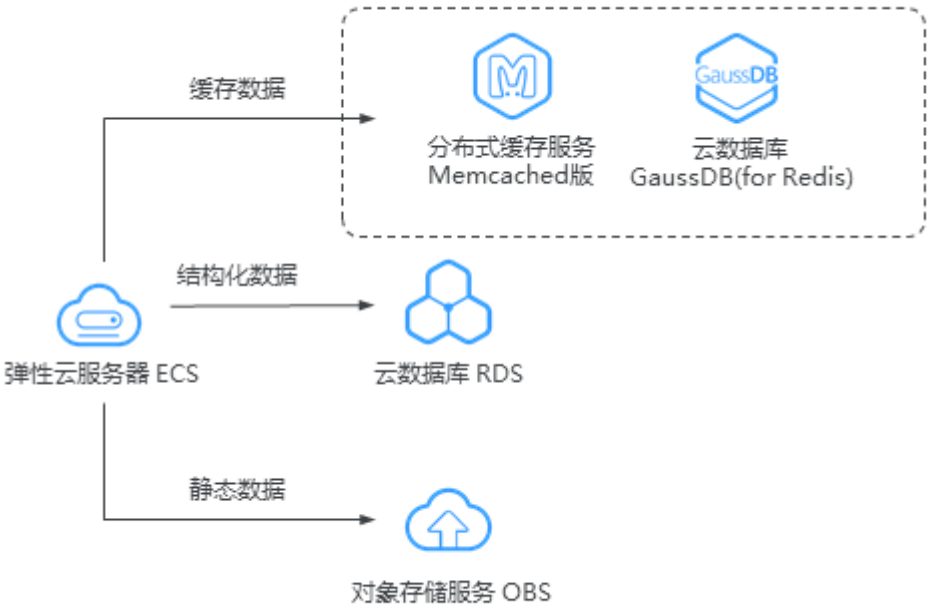 缓存数据
GaussDB
分布式缓存服务
Memcached版
云数据库
GaussDB(for Redis)
结构化数据
弹性云服务器 ECS
云数据库 RDS
静态数据
对象存储服务 OBS